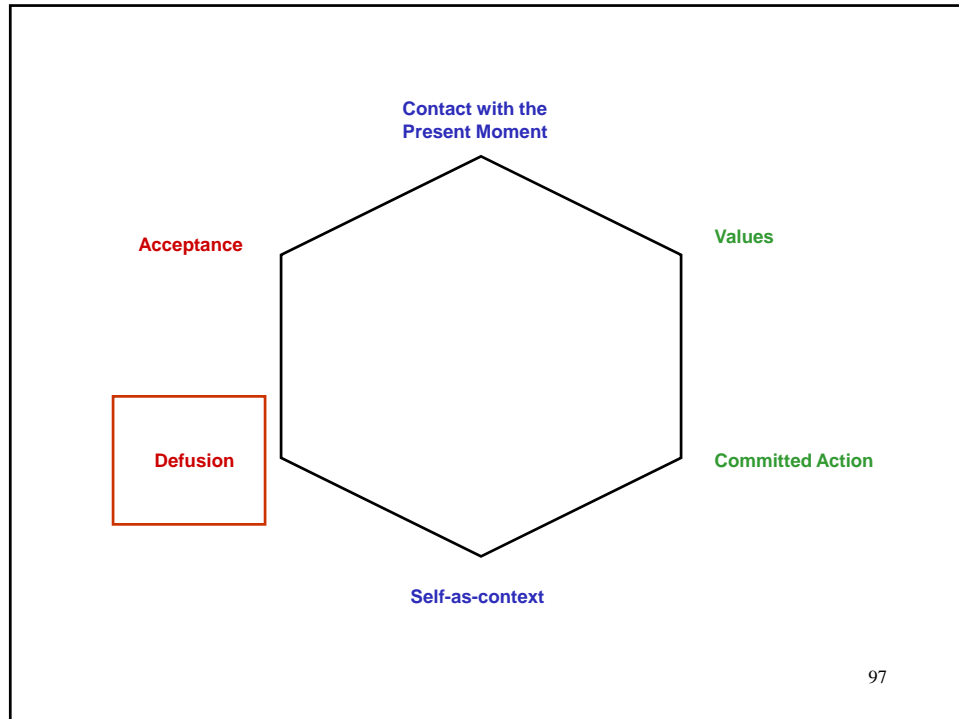 Contact with the
Present Moment
Acceptance
Values
Defusion
Committed Action
Self-as-context
97